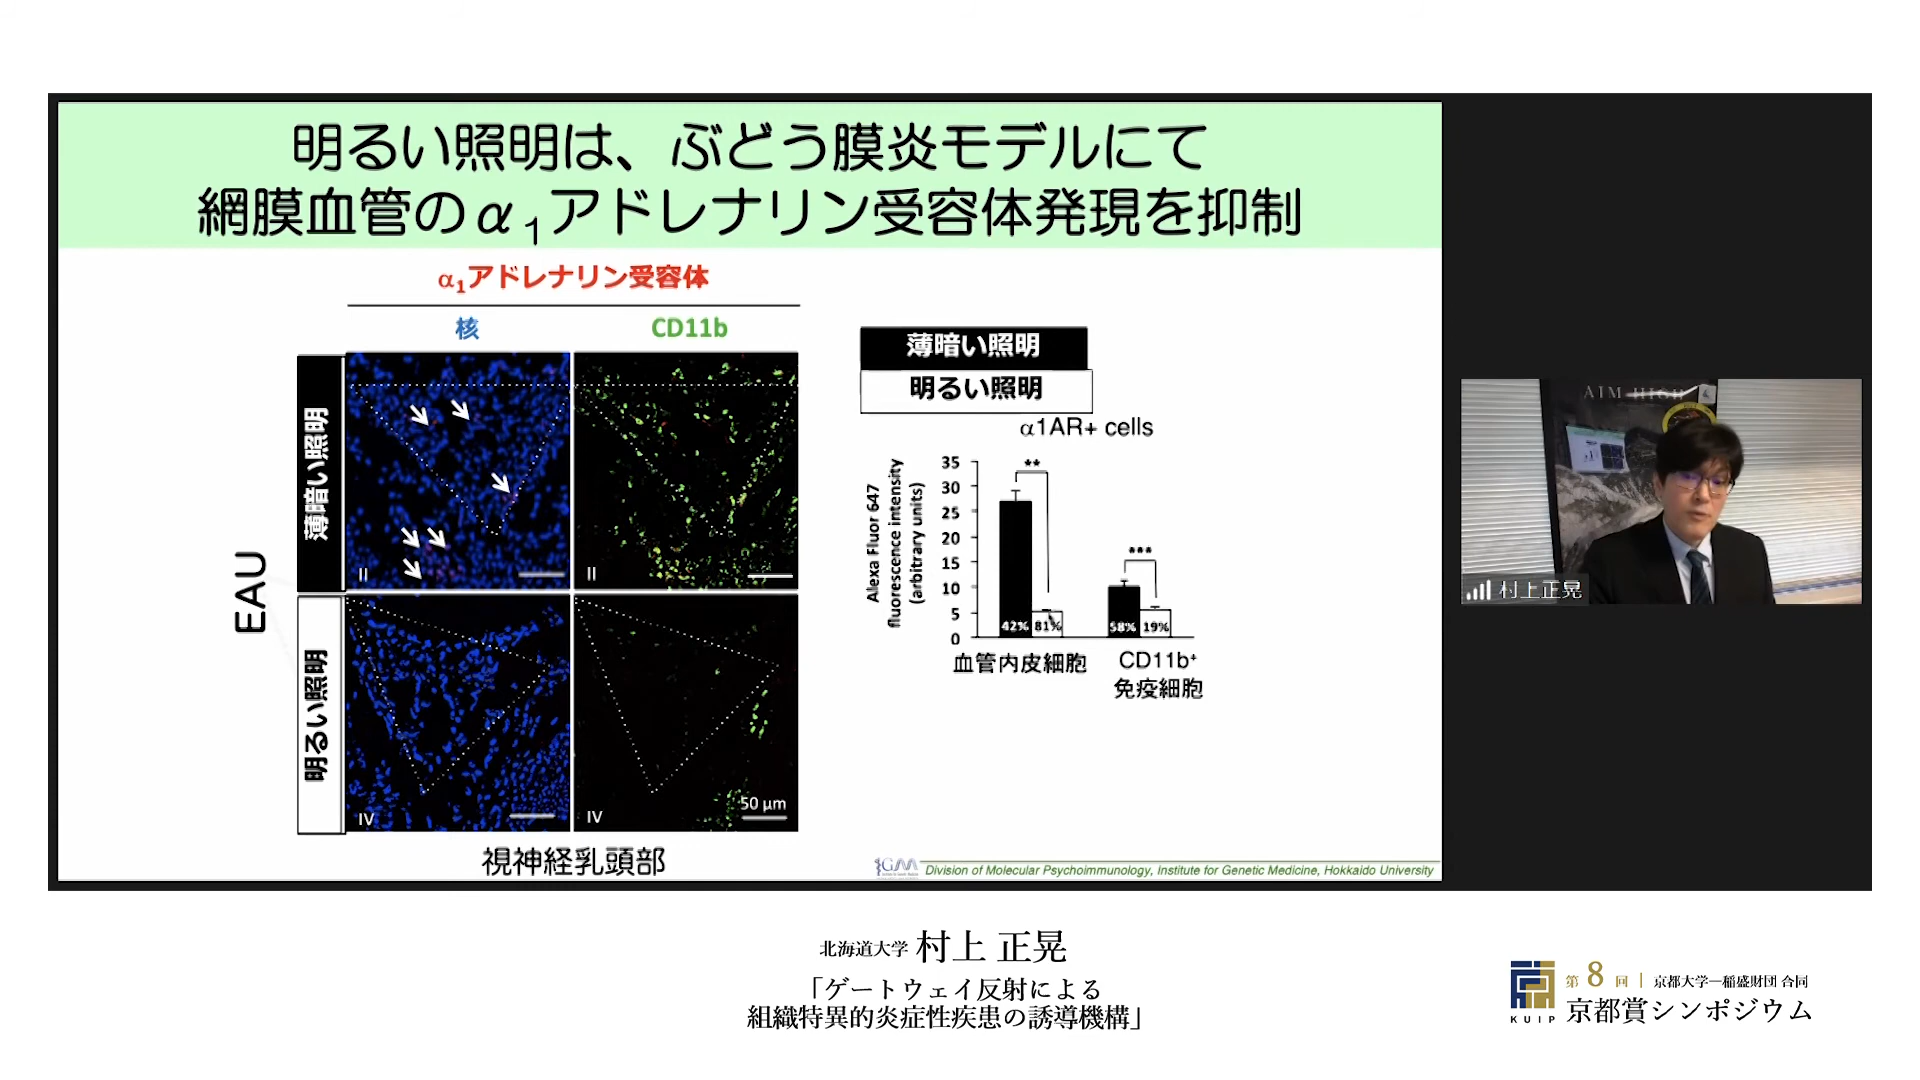 明るい照明は、ぶどう膜炎モデルにて
網膜血管のα₁アドレナリン受容体発現を抑制
α₁アドレナリン受容体
核
CD11b
EAU
薄暗い照明
明るい照明
II
II
IV
IV
50 μm
視神経乳頭部
薄暗い照明
明るい照明
α1AR+ cells
Alexa Fluor 647
fluorescence intensity
(arbitrary units)
35
30
25
20
15
10
5
0
**
***
42% 81%
58% 19%
血管内皮細胞
CD11b⁺
免疫細胞
IGM
Division of Molecular Psychoimmunology, Institute for Genetic Medicine, Hokkaido University
AIM HIGH
村上正晃
北海道大学 村上 正晃
「ゲートウェイ反射による
組織特異的炎症性疾患の誘導機構」
KUIP
第8回 | 京都大学—稲盛財団 合同
京都賞シンポジウム